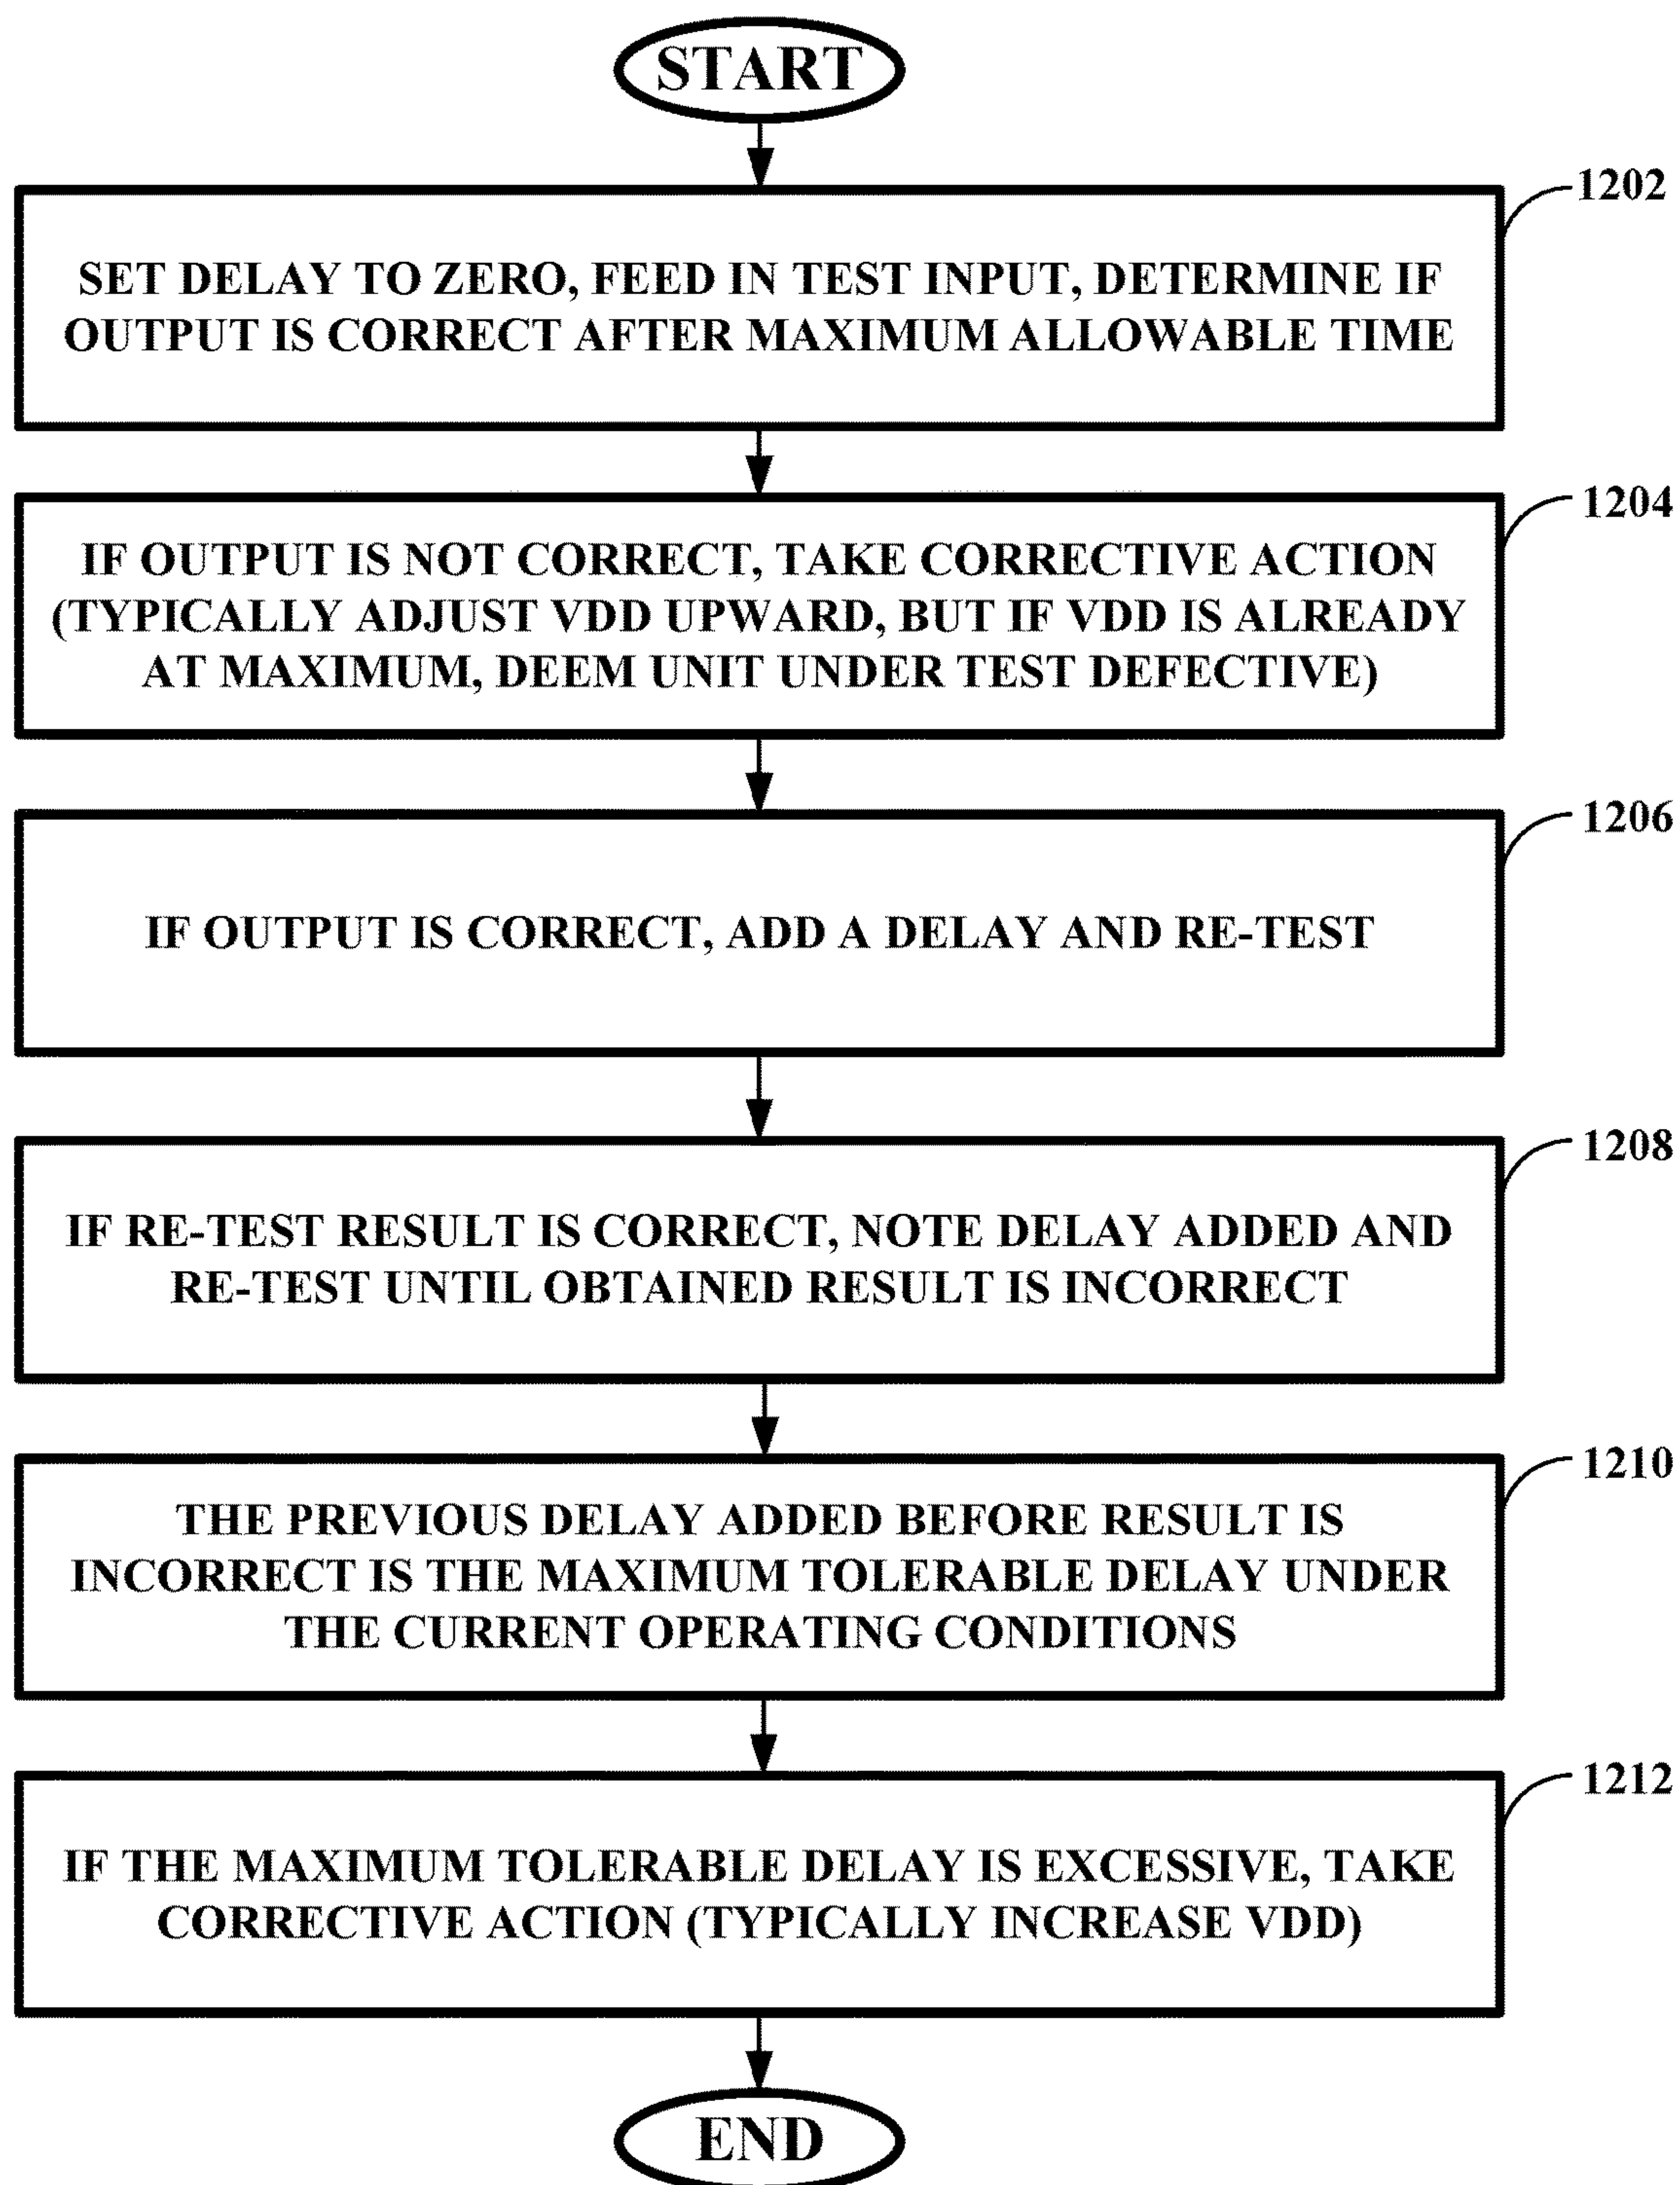 START
1202
SET DELAY TO ZERO, FEED IN TEST INPUT, DETERMINE IF
OUTPUT IS CORRECT AFTER MAXIMUM ALLOWABLE TIME
1204
IF OUTPUT IS NOT CORRECT, TAKE CORRECTIVE ACTION
(TYPICALLY ADJUST VDD UPWARD, BUT IF VDD IS ALREADY
AT MAXIMUM, DEEM UNIT UNDER TEST DEFECTIVE)
1206
IF OUTPUT IS CORRECT, ADD A DELAY AND RE-TEST
1208
IF RE-TEST RESULT IS CORRECT, NOTE DELAY ADDED AND
RE-TEST UNTIL OBTAINED RESULT IS INCORRECT
1210
THE PREVIOUS DELAY ADDED BEFORE RESULT IS
INCORRECT IS THE MAXIMUM TOLERABLE DELAY UNDER
THE CURRENT OPERATING CONDITIONS
1212
IF THE MAXIMUM TOLERABLE DELAY IS EXCESSIVE, TAKE
CORRECTIVE ACTION (TYPICALLY INCREASE VDD)
END